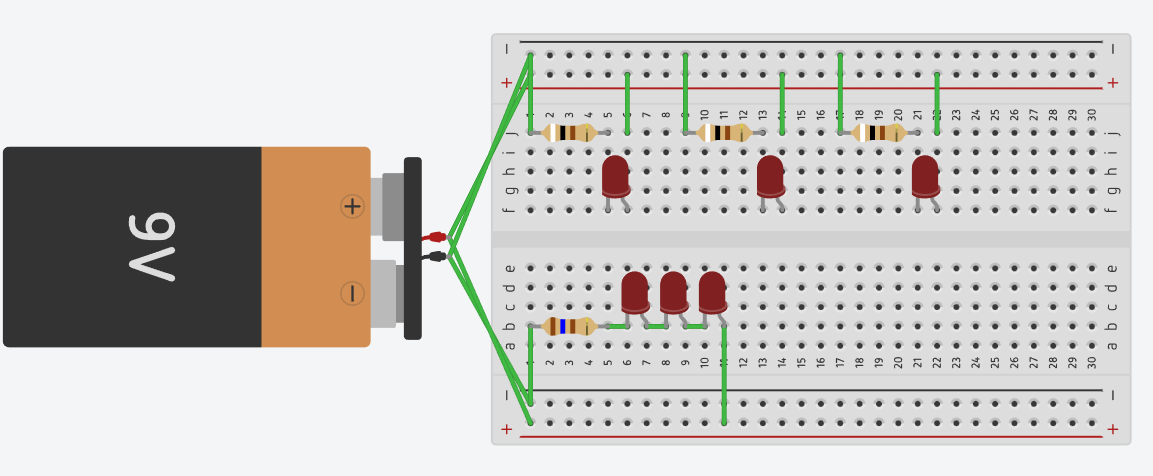 − −
+ +
1 2 3 4 5 6 7 8 9 10 11 12 13 14 15 16 17 18 19 20 21 22 23 24 25 26 27 28 29 30
j j
i i
h h
g g
f f
+
9V
−
e e
d d
c c
b b
a a
1 2 3 4 5 6 7 8 9 10 11 12 13 14 15 16 17 18 19 20 21 22 23 24 25 26 27 28 29 30
− −
+ +